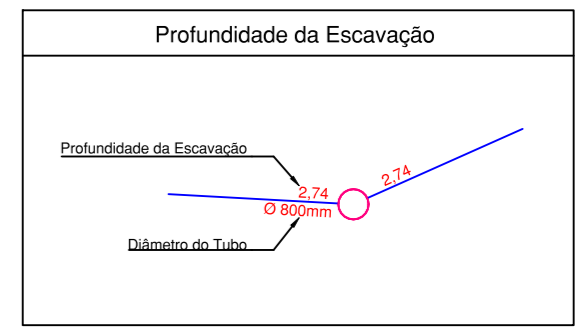 Profundidade da Escavação
Profundidade da Escavação
2,74
2,74
Ø 800mm
Diâmetro do Tubo